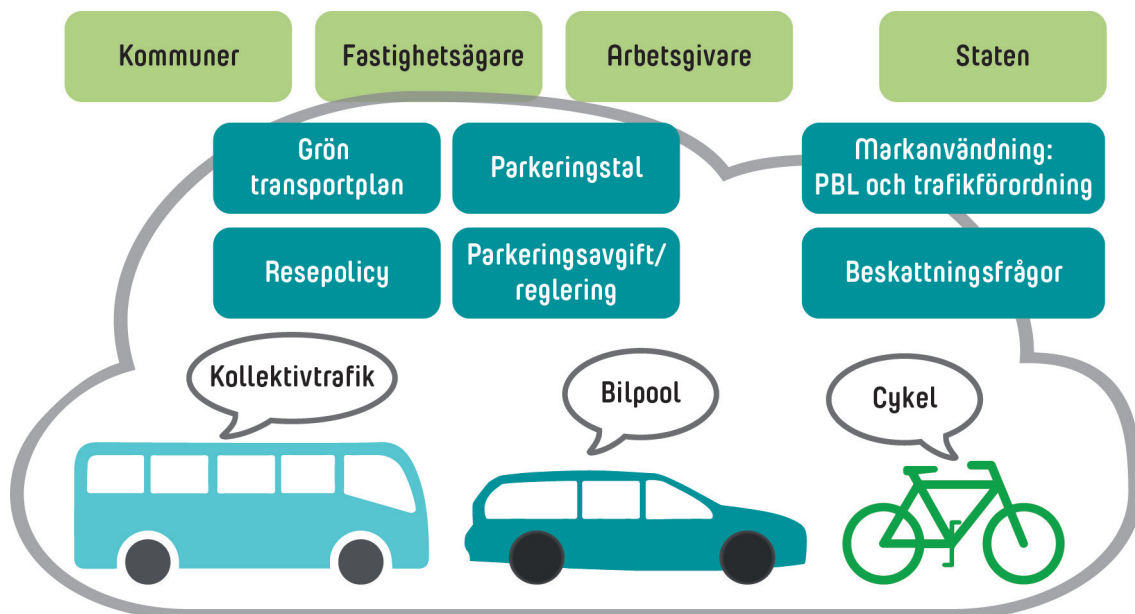 Kommuner
Fastighetsägare
Arbetsgivare
Staten
Grön
transportplan
Parkeringstal
Markanvändning:
PBL och trafikförordning
Resepolicy
Parkeringsavgift/
reglering
Beskattningsfrågor
Kollektivtrafik
Bilpool
Cykel